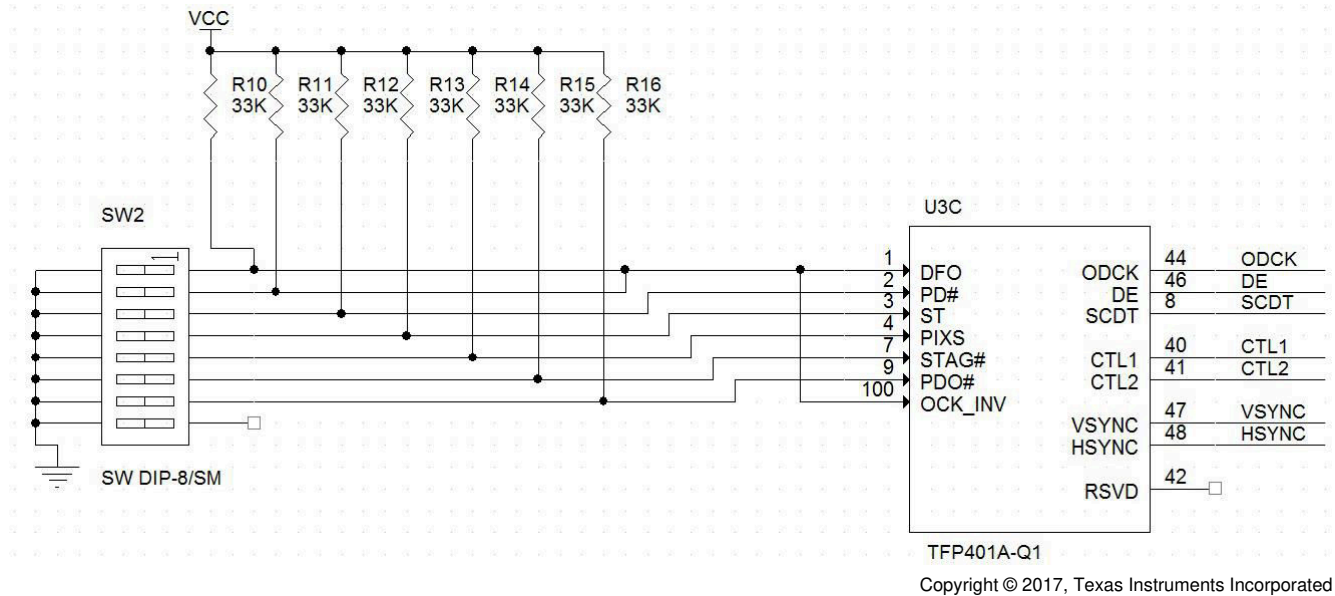 VCC
R10 R11 R12 R13 R14 R15 R16
33K 33K 33K 33K 33K 33K 33K
SW2
1
SW DIP-8/SM
U3C
1 DFO
2 PD#
3 ST
4 PIXS
7 STAG#
9 PDO#
100 OCK_INV
ODCK 44 ODCK
DE 46 DE
SCDT 8 SCDT
CTL1 40 CTL1
CTL2 41 CTL2
VSYNC 47 VSYNC
HSYNC 48 HSYNC
RSVD 42
TFP401A-Q1
Copyright © 2017, Texas Instruments Incorporated